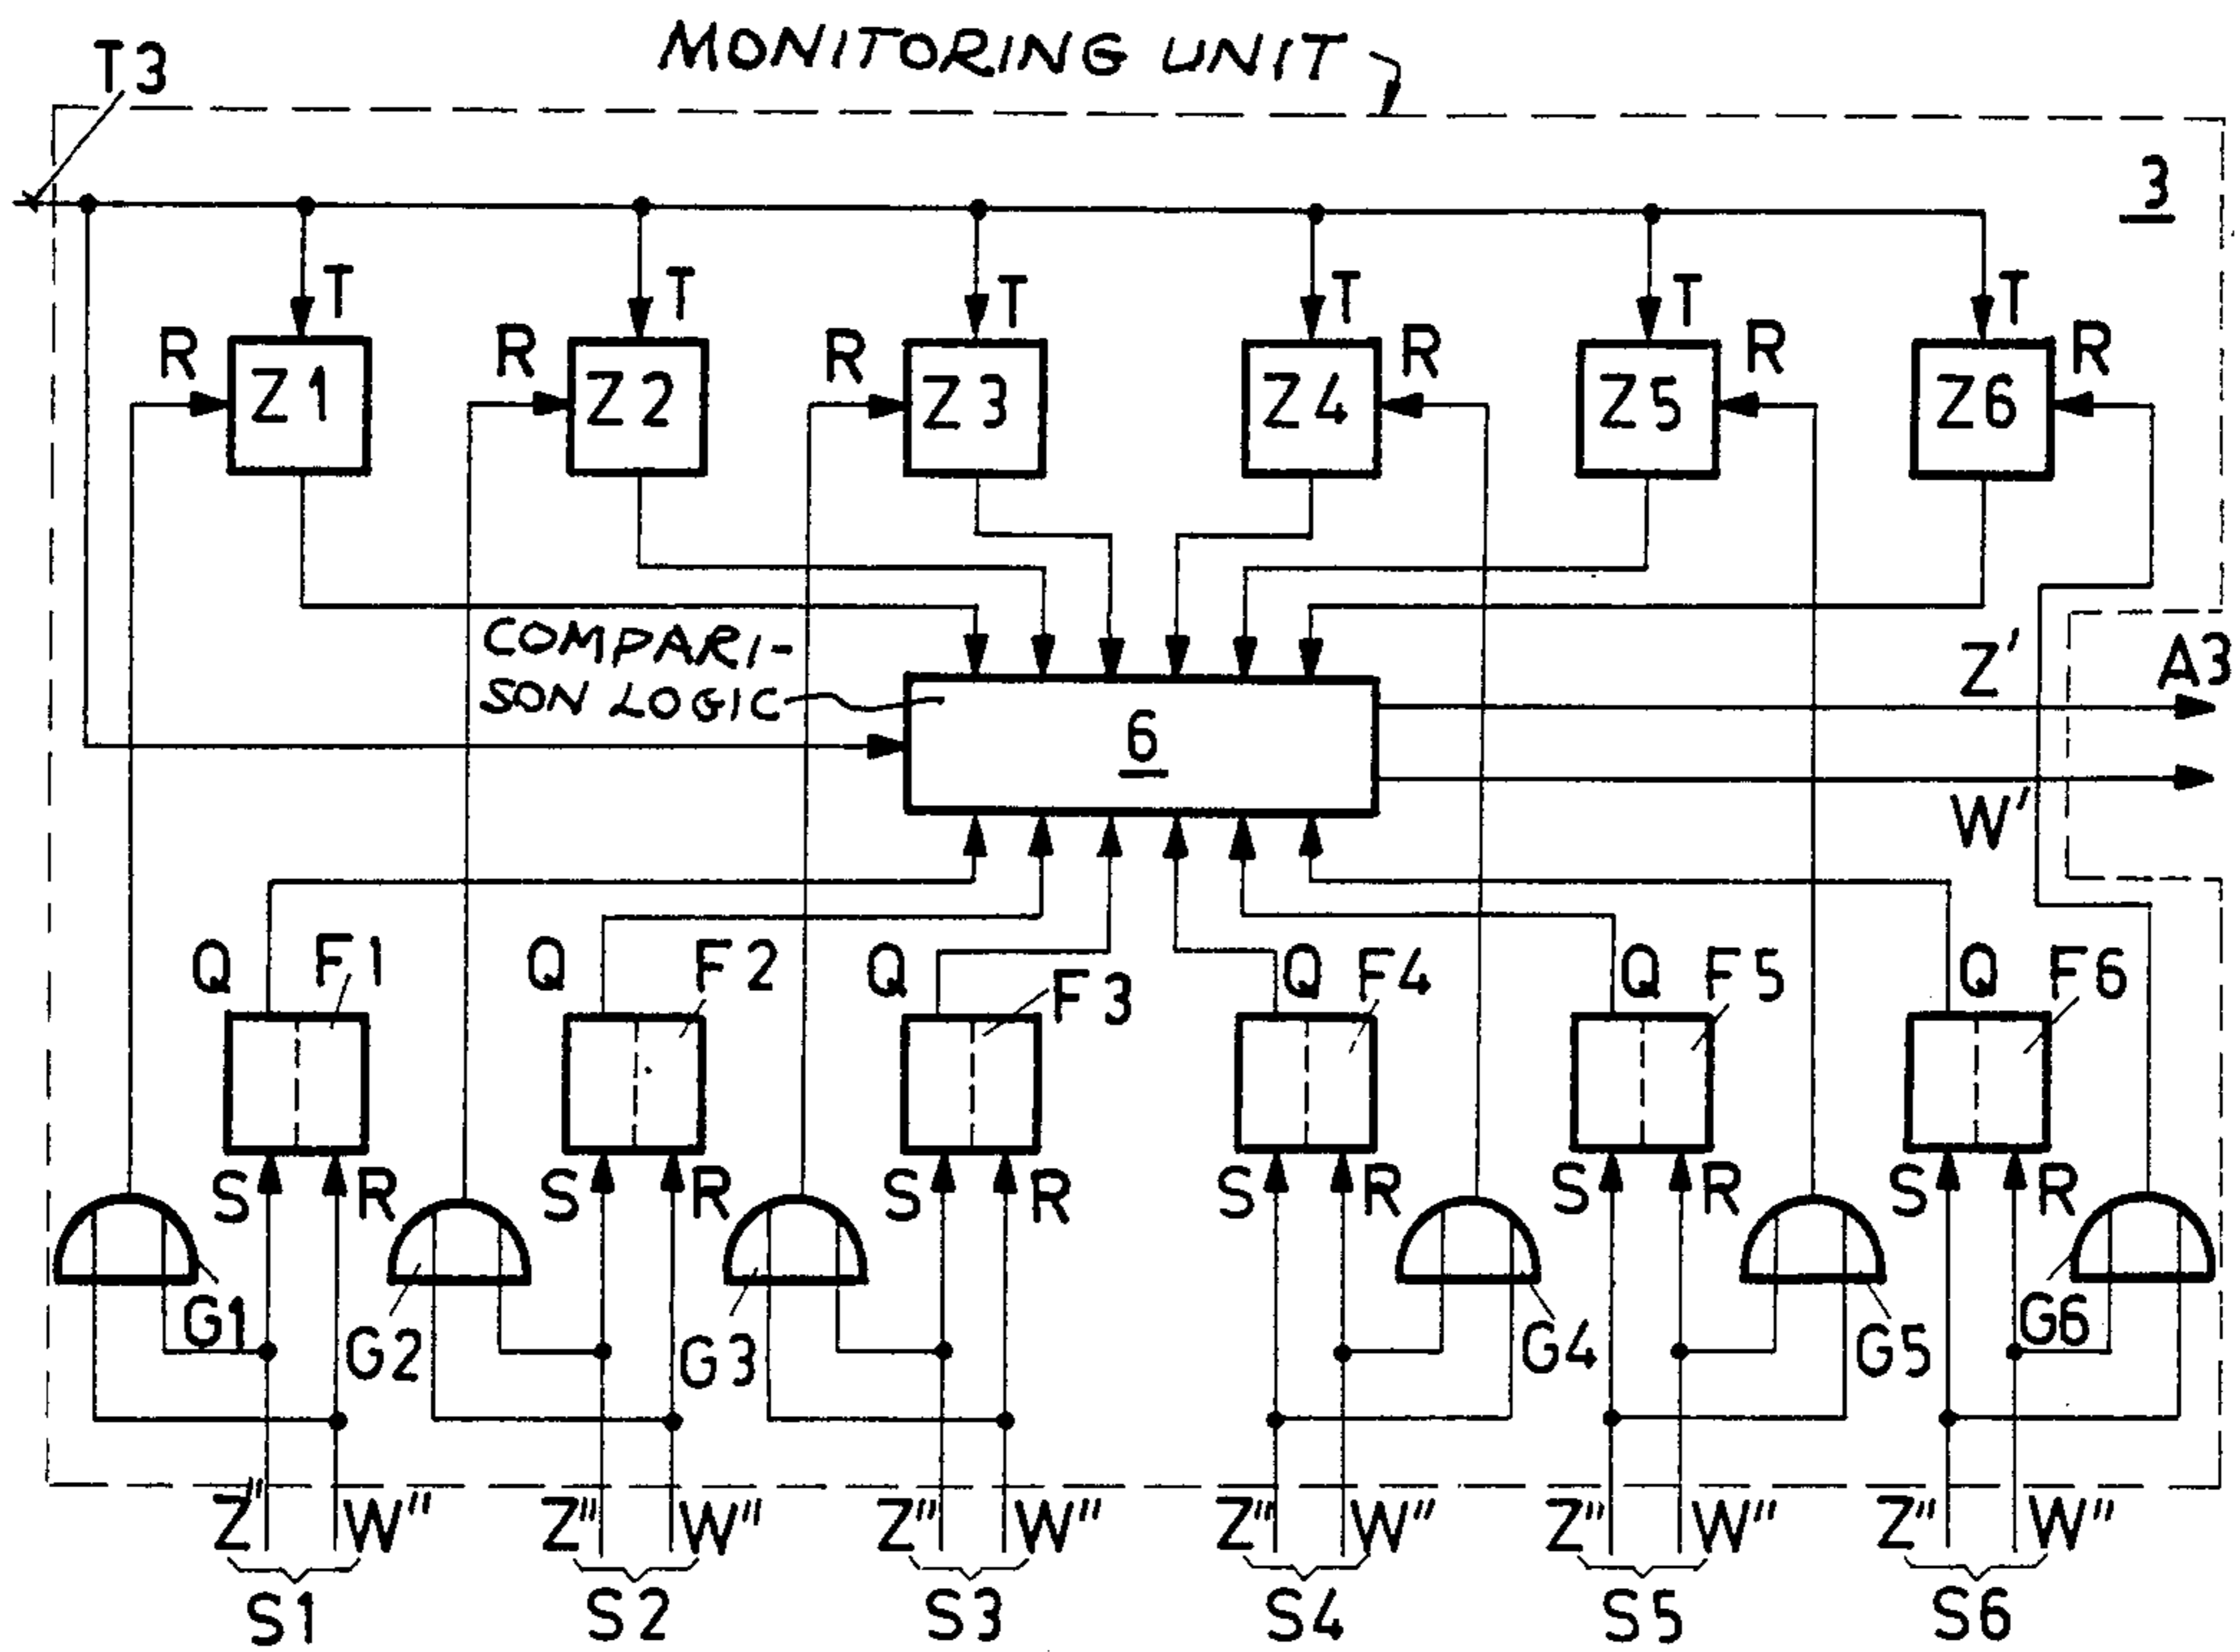 MONITORING UNIT
T3
3
T T T T T T
R R R R R R
Z1 Z2 Z3 Z4 Z5 Z6
COMPARI-
SON LOGIC
Z' A3
6
W'
Q F1 Q F2 Q F3 Q F4 Q F5 Q F6
S R S R S R S R S R S R
G1 G2 G3 G4 G5 G6
Z" W" Z" W" Z" W" Z" W" Z" W" Z" W"
S1 S2 S3 S4 S5 S6